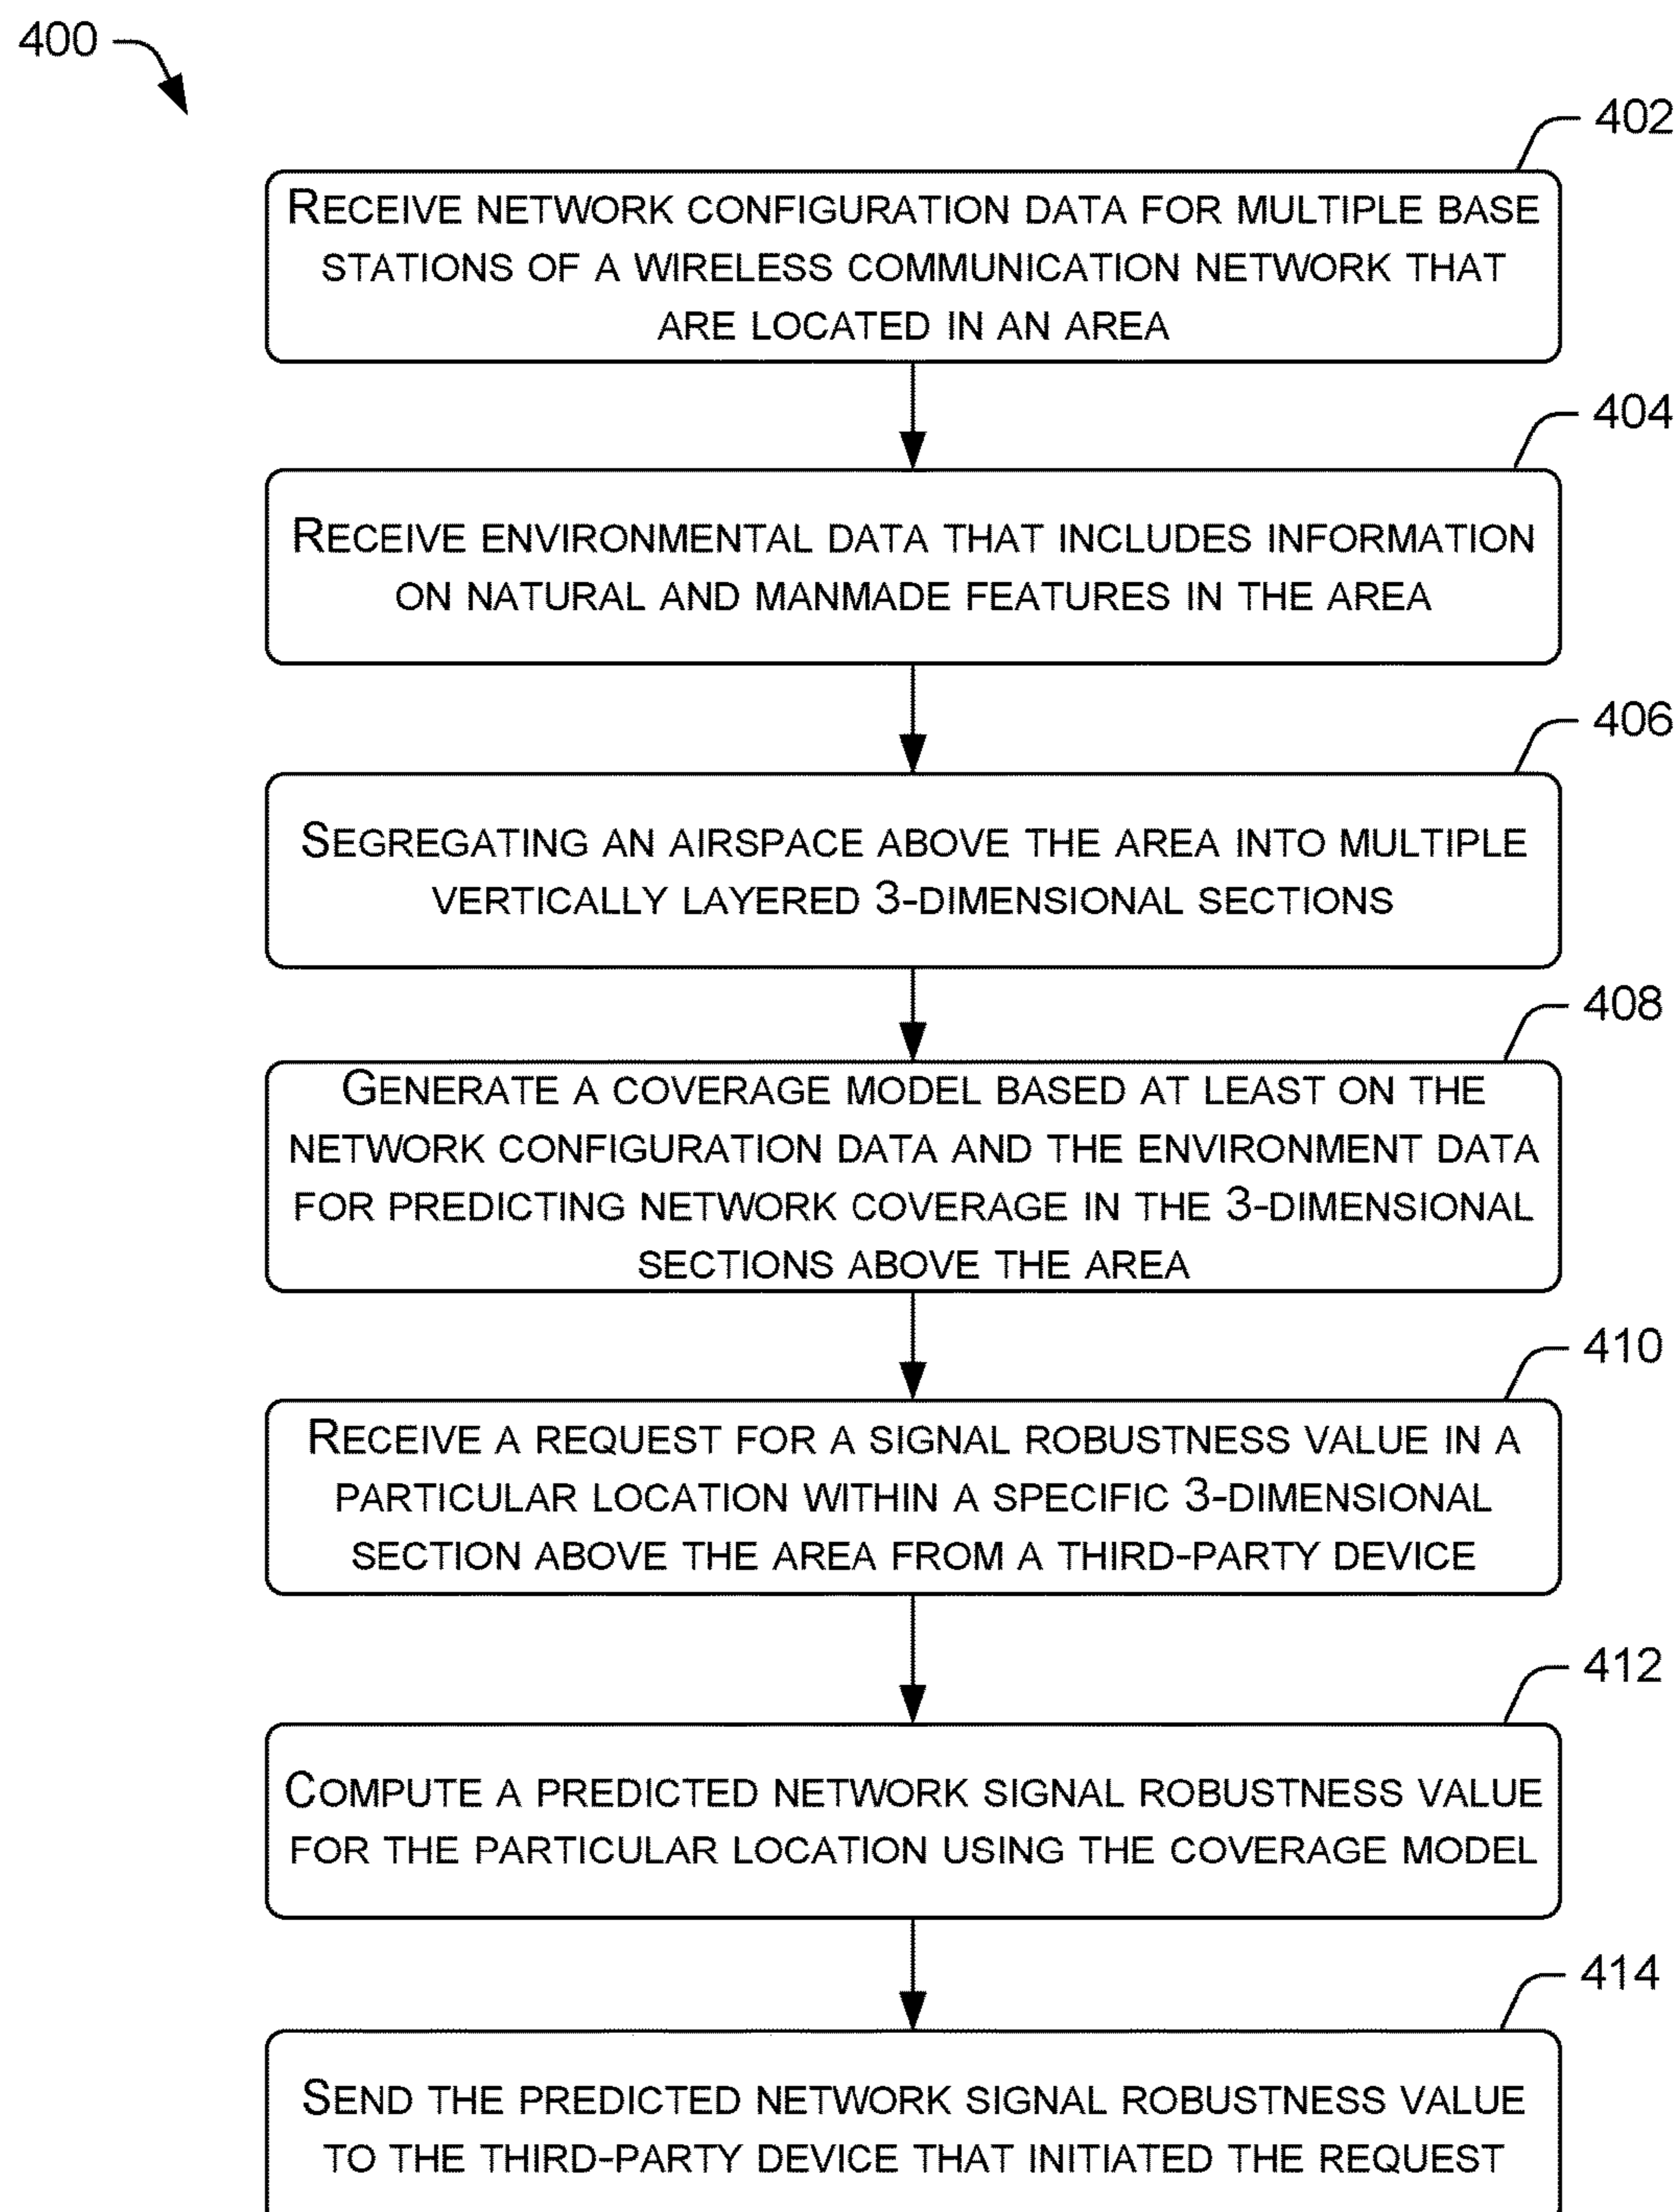 400
402
RECEIVE NETWORK CONFIGURATION DATA FOR MULTIPLE BASE
STATIONS OF A WIRELESS COMMUNICATION NETWORK THAT
ARE LOCATED IN AN AREA
404
RECEIVE ENVIRONMENTAL DATA THAT INCLUDES INFORMATION
ON NATURAL AND MANMADE FEATURES IN THE AREA
406
SEGREGATING AN AIRSPACE ABOVE THE AREA INTO MULTIPLE
VERTICALLY LAYERED 3-DIMENSIONAL SECTIONS
408
GENERATE A COVERAGE MODEL BASED AT LEAST ON THE
NETWORK CONFIGURATION DATA AND THE ENVIRONMENT DATA
FOR PREDICTING NETWORK COVERAGE IN THE 3-DIMENSIONAL
SECTIONS ABOVE THE AREA
410
RECEIVE A REQUEST FOR A SIGNAL ROBUSTNESS VALUE IN A
PARTICULAR LOCATION WITHIN A SPECIFIC 3-DIMENSIONAL
SECTION ABOVE THE AREA FROM A THIRD-PARTY DEVICE
412
COMPUTE A PREDICTED NETWORK SIGNAL ROBUSTNESS VALUE
FOR THE PARTICULAR LOCATION USING THE COVERAGE MODEL
414
SEND THE PREDICTED NETWORK SIGNAL ROBUSTNESS VALUE
TO THE THIRD-PARTY DEVICE THAT INITIATED THE REQUEST